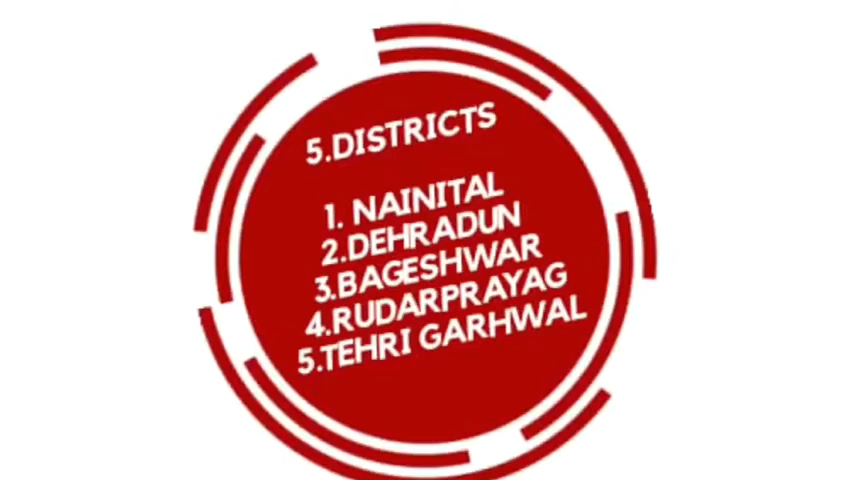 5.DISTRICTS
1. NAINITAL
2.DEHRADUN
3.BAGESHWAR
4.RUDARPRAYAG
5.TEHRI GARHWAL